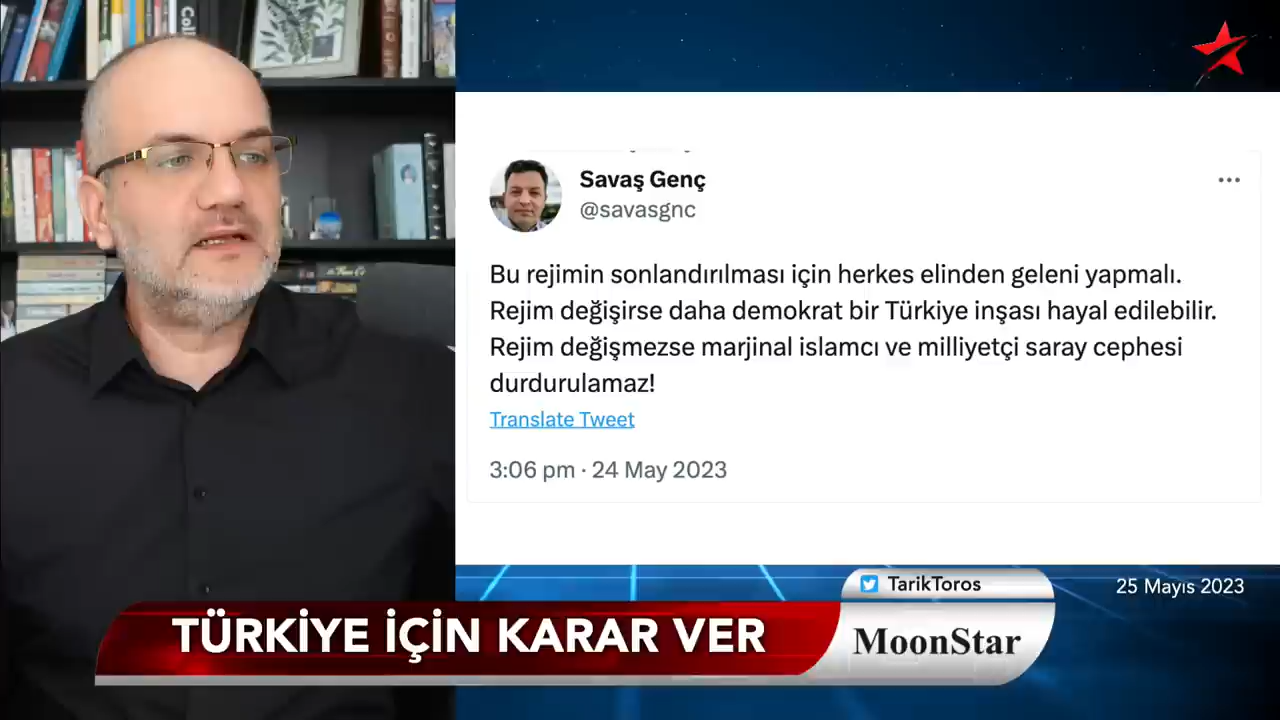 Coll
Savaş Genç
@savasgnc
Bu rejimin sonlandırılması için herkes elinden geleni yapmalı.
Rejim değişirse daha demokrat bir Türkiye inşası hayal edilebilir.
Rejim değişmezse marjinal islamcı ve milliyetçi saray cephesi
durdurulamaz!
Translate Tweet
3:06 pm · 24 May 2023
TarikToros
25 Mayıs 2023
TÜRKİYE İÇİN KARAR VER
MoonStar